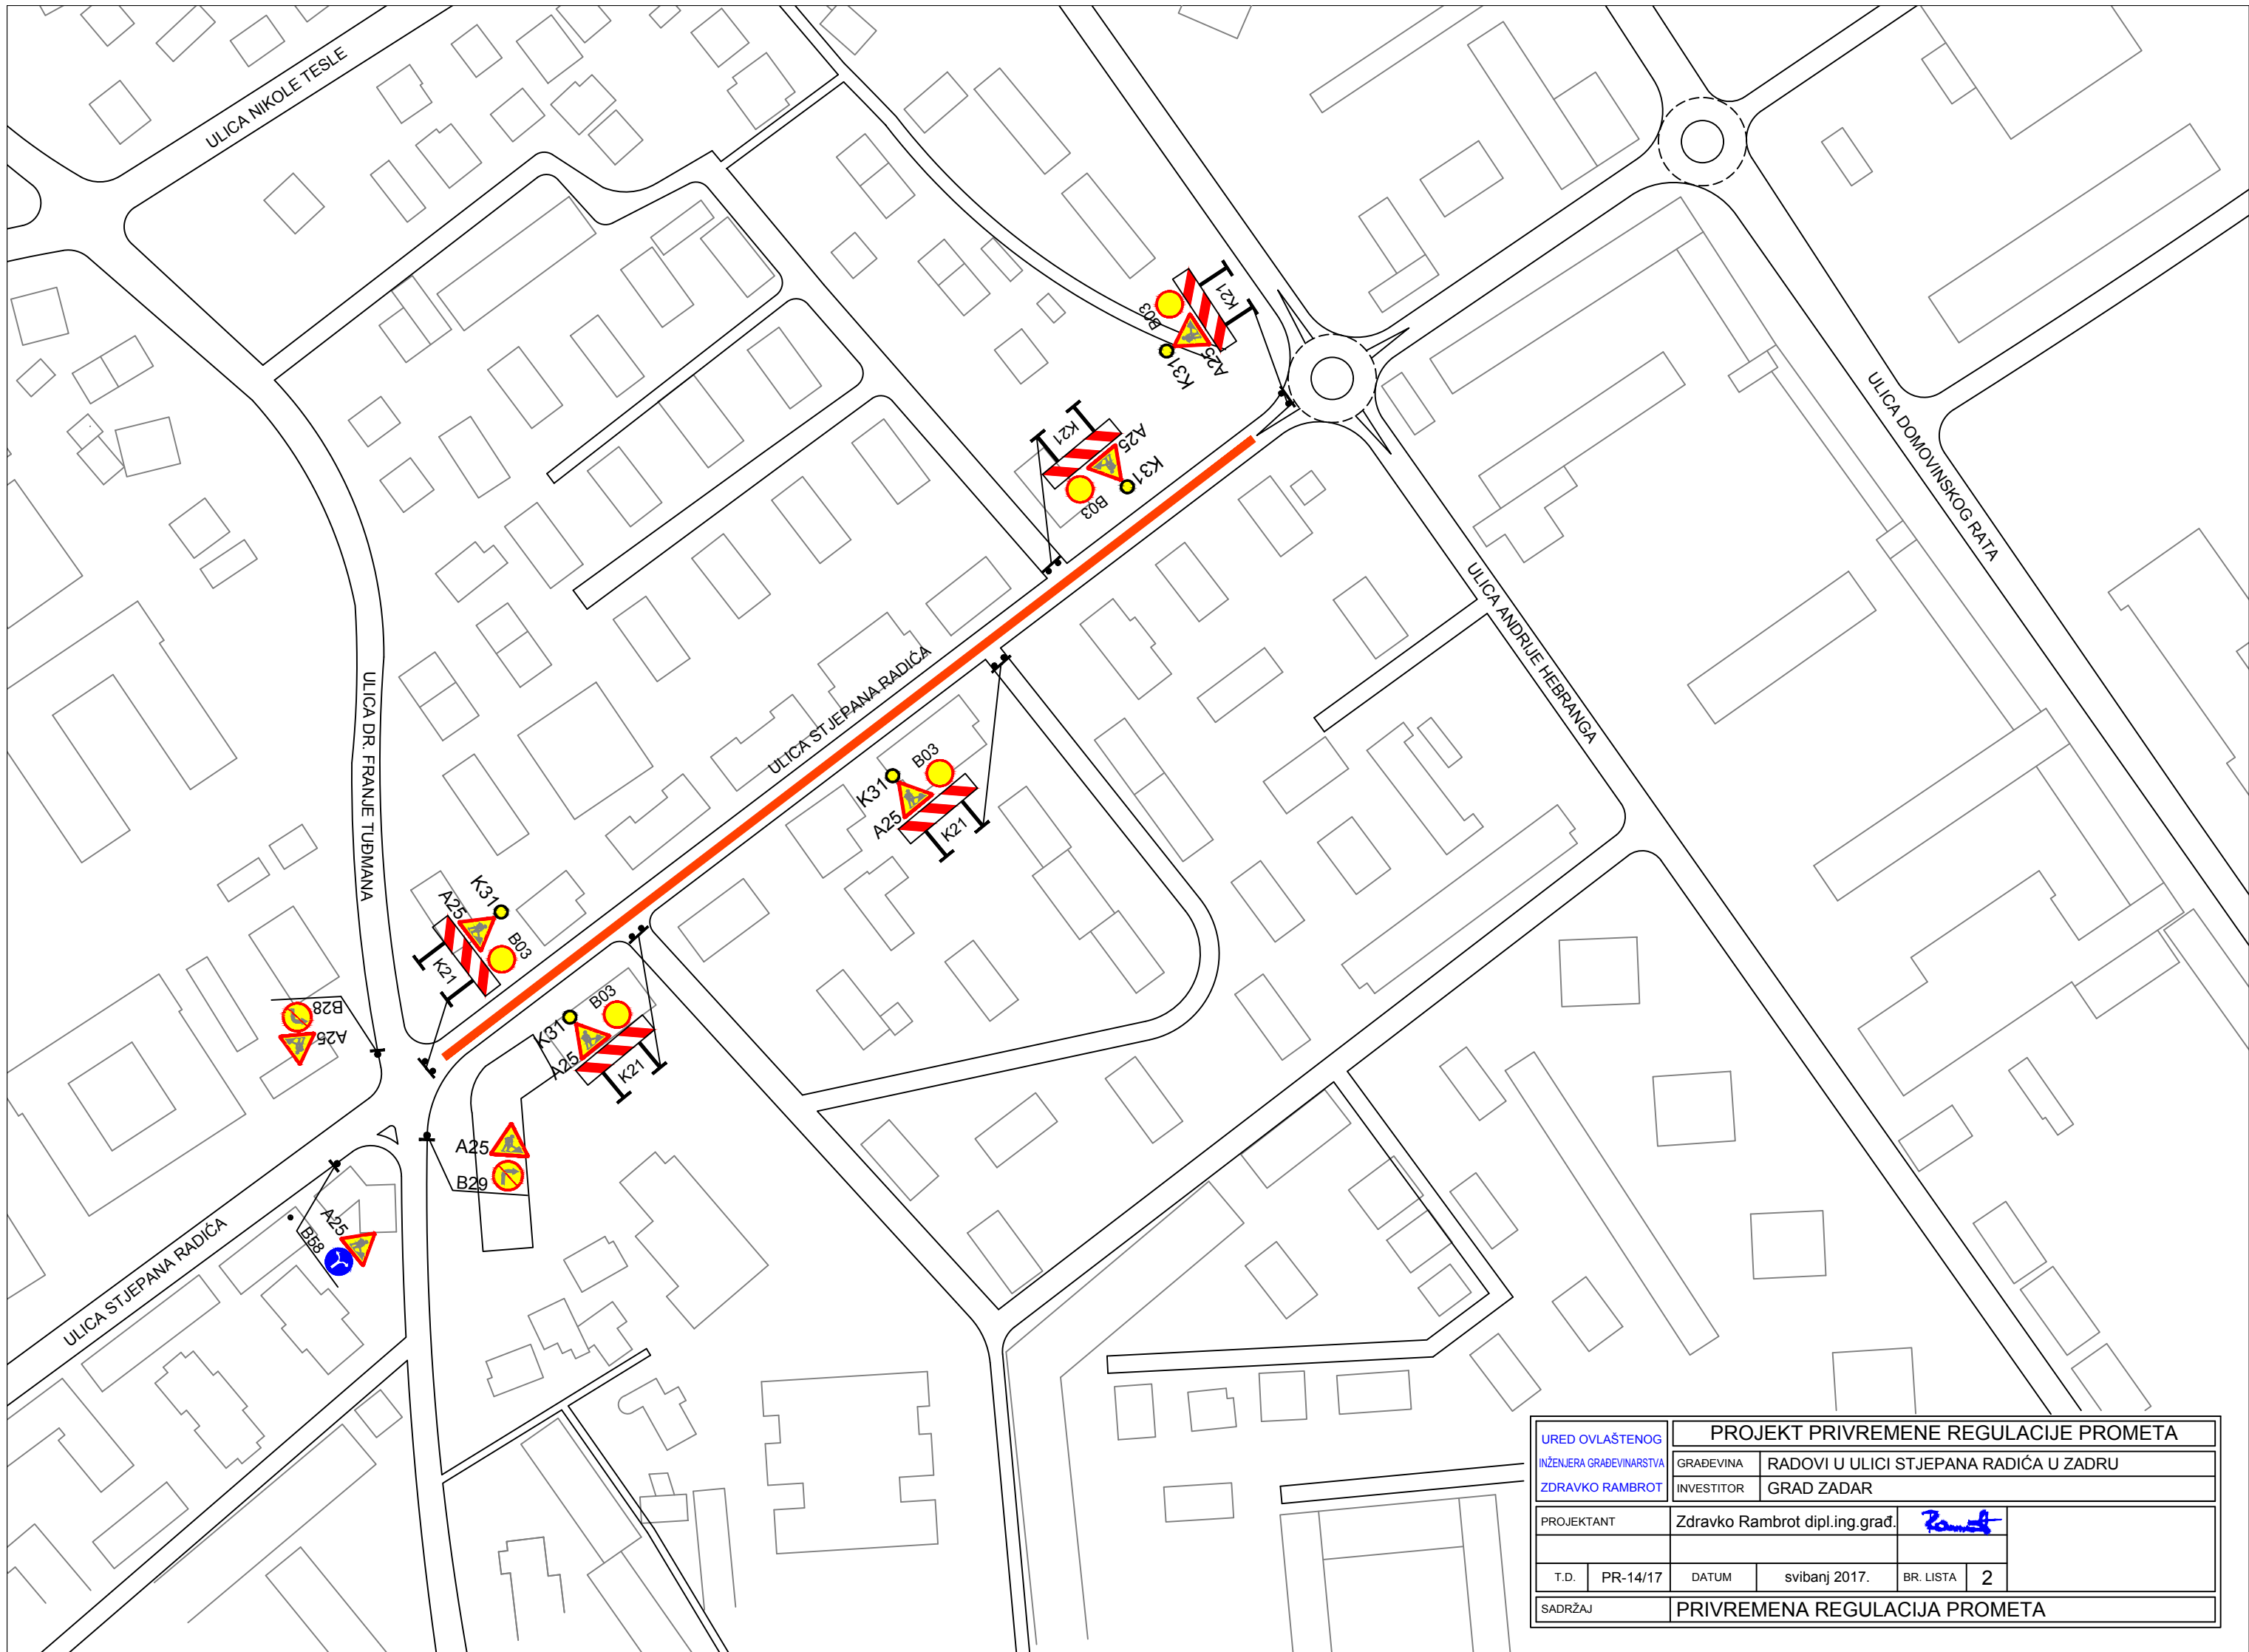 ULICA NIKOLE TESLE
K21
B03
A25
K31
K21
A25
K31
B03
ULICA DOMOVINSKOG RATA
ULICA ANDRIJE HEBRANGA
ULICA STJEPANA RADIĆA
ULICA DR. FRANJE TUĐMANA
B03
K31
A25
K21
K31
A25
B03
K21
B28
A25
B03
K31
A25
K21
A25
B29
A25
B58
ULICA STJEPANA RADIĆA
URED OVLAŠTENOG
INŽENJERA GRAĐEVINARSTVA
ZDRAVKO RAMBROT
PROJEKT PRIVREMENE REGULACIJE PROMETA
GRAĐEVINA RADOVI U ULICI STJEPANA RADIĆA U ZADRU
INVESTITOR GRAD ZADAR
PROJEKTANT Zdravko Rambrot dipl.ing.građ.
T.D. PR-14/17 DATUM svibanj 2017. BR. LISTA 2
SADRŽAJ PRIVREMENA REGULACIJA PROMETA